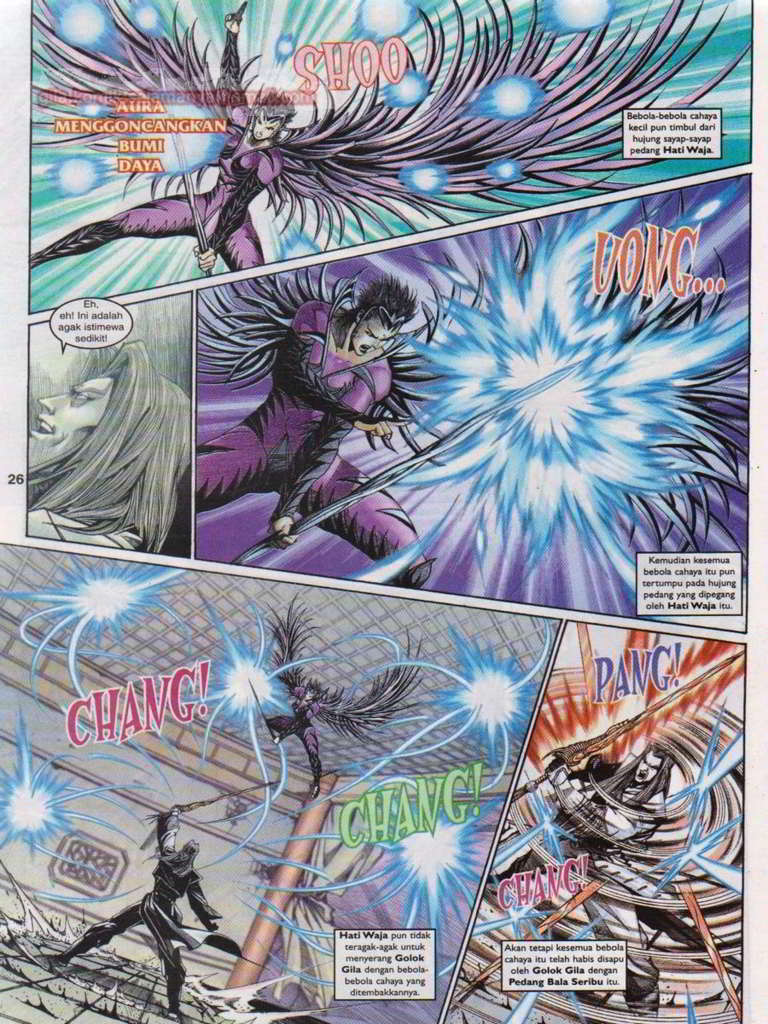 SHOO
AURA
MENGGONCANGKAN
BUMI
DAYA
Bebola-bebola cahaya
kecil pun timbul dari
hujung sayap-sayap
pedang Hati Waja.
UONG...
Eh,
eh! Ini adalah
agak istimewa
sedikit!
Kemudian kesemua
bebola cahaya itu pun
tertumpu pada hujung
pedang yang dipegang
oleh Hati Waja itu.
26
CHANG!
CHANG!
Hati Waja pun tidak
teragak-agak untuk
menyerang Golok
Gila dengan bebola-
bebola cahaya yang
ditembakkannya.
PANG!
CHANG!
Akan tetapi kesemua bebola
cahaya itu telah habis disapu
oleh Golok Gila dengan
Pedang Bala Seribu itu.